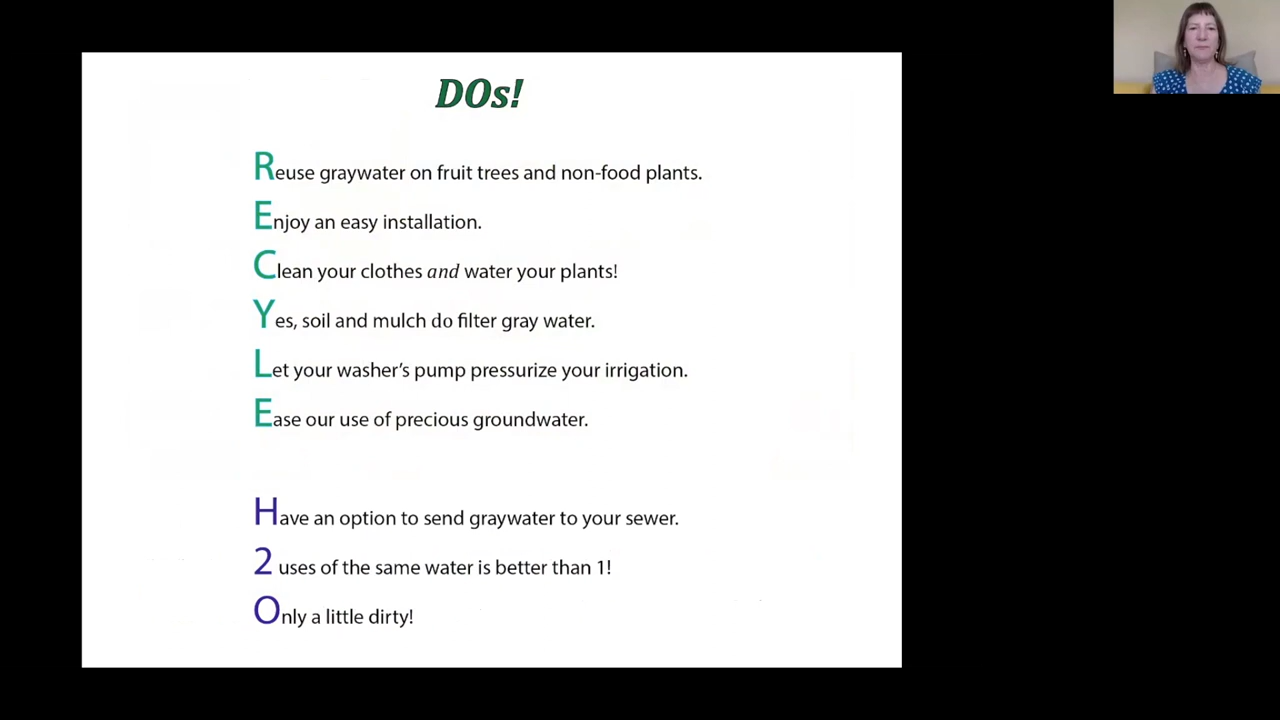 DOs!
Reuse graywater on fruit trees and non-food plants.
Enjoy an easy installation.
Clean your clothes and water your plants!
Yes, soil and mulch do filter gray water.
Let your washer’s pump pressurize your irrigation.
Ease our use of precious groundwater.
Have an option to send graywater to your sewer.
2 uses of the same water is better than 1!
Only a little dirty!